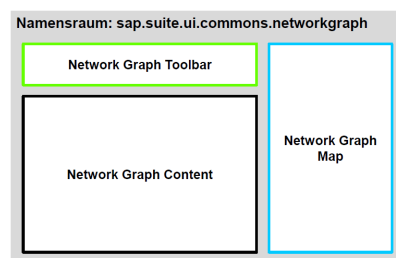 Namensraum: sap.suite.ui.commons.networkgraph
Network Graph Toolbar
Network Graph Content
Network Graph
Map